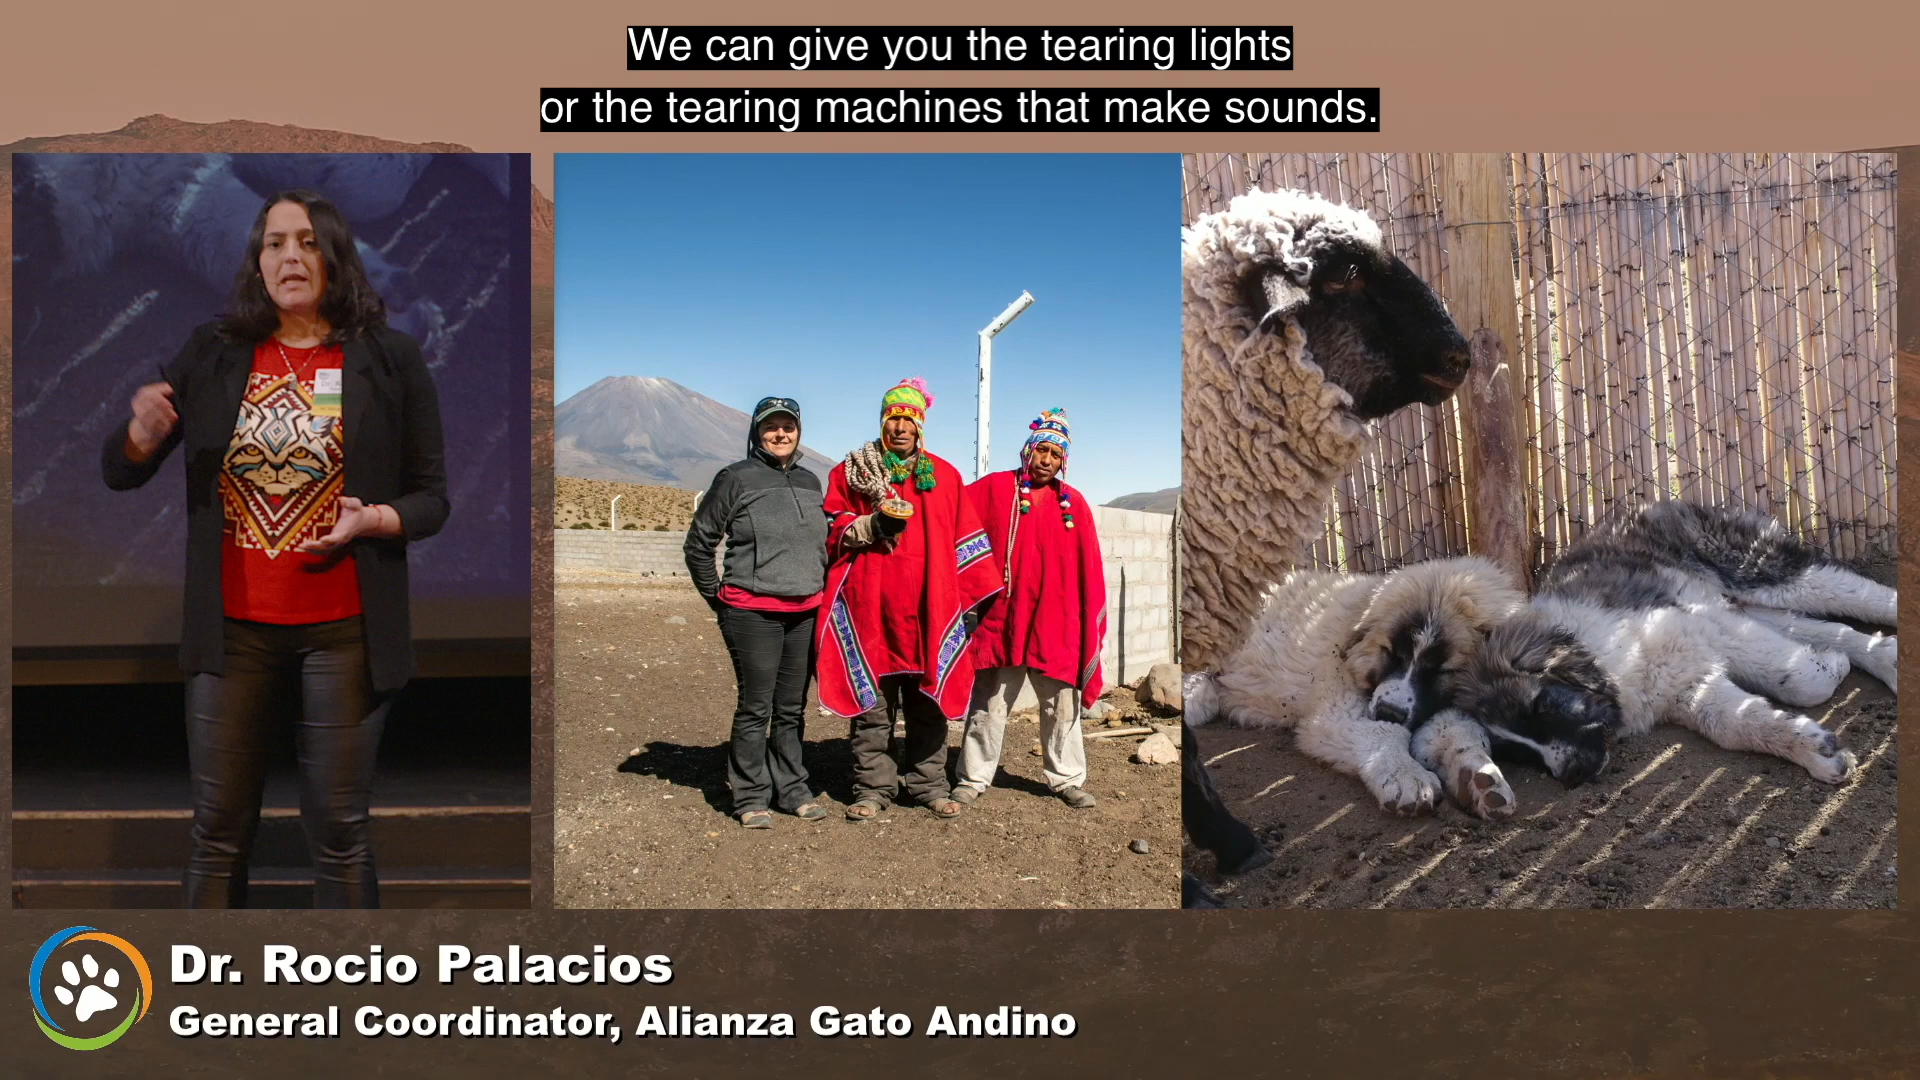 We can give you the tearing lights
or the tearing machines that make sounds.
Dr. Rocio Palacios
General Coordinator, Alianza Gato Andino